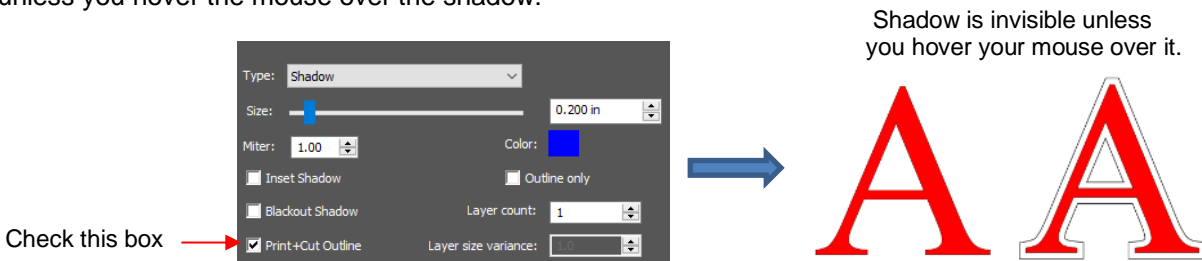 unless you hover the mouse over the shadow.
Shadow is invisible unless
you hover your mouse over it.
Type: Shadow
Size: 0.200 in
Miter: 1.00 Color:
Inset Shadow Outline only
Blackout Shadow Layer count: 1
Check this box Print+Cut Outline Layer size variance: 1.0
A A